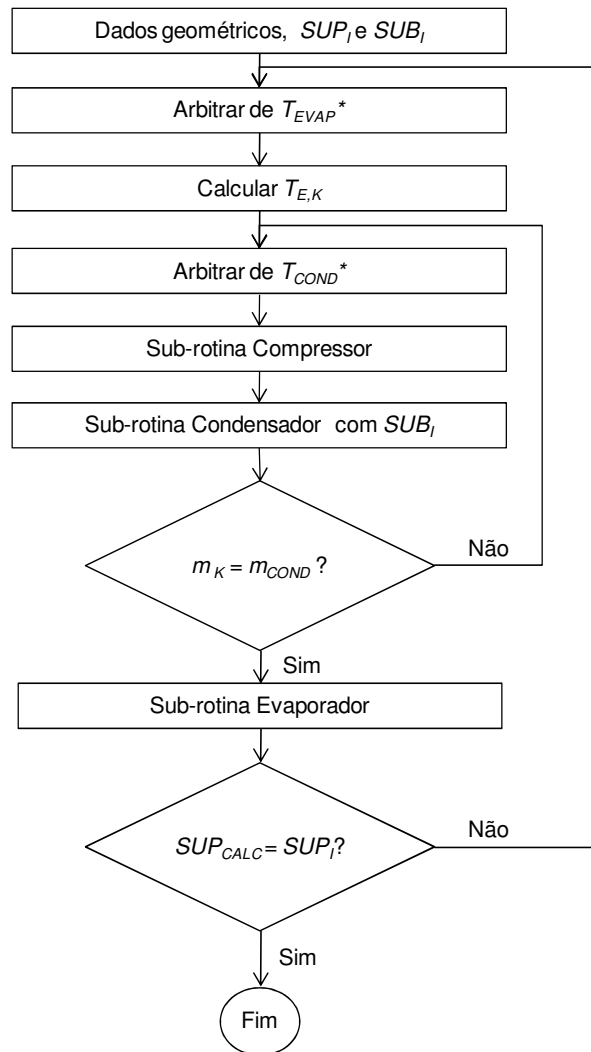 Dados geométricos, SUP_I e SUB_I
Arbitrar de T_EVAP*
Calcular T_E,K
Arbitrar de T_COND*
Sub-rotina Compressor
Sub-rotina Condensador com SUB_I
m_K = m_COND ?
Não
Sim
Sub-rotina Evaporador
SUP_CALC = SUP_I?
Não
Sim
Fim